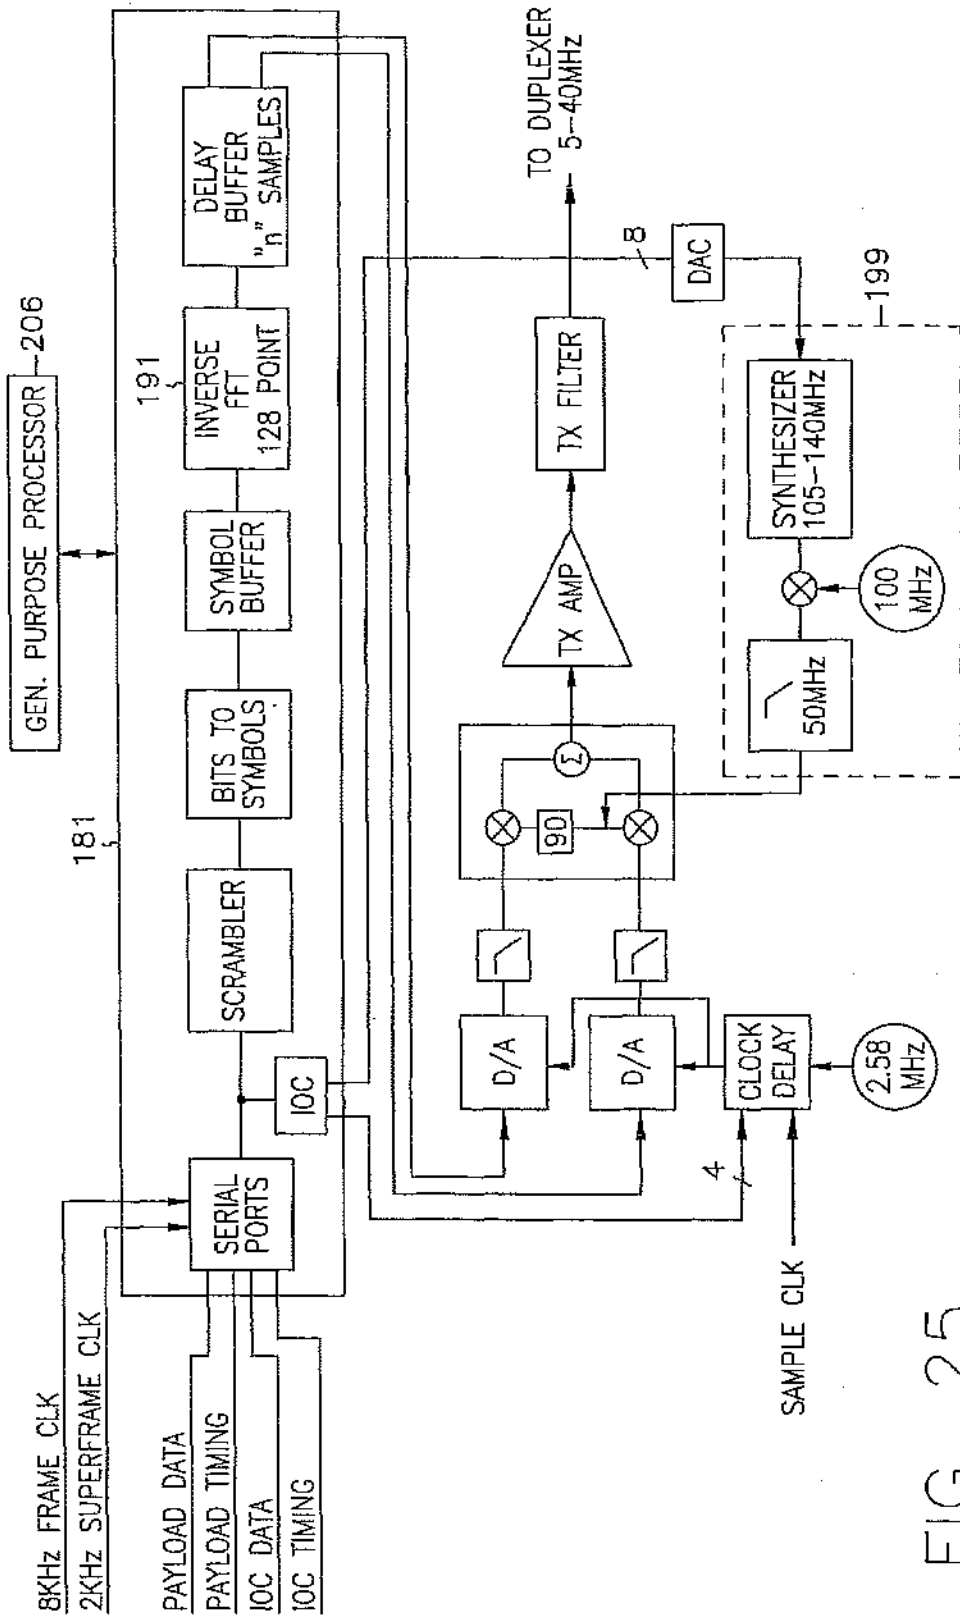 GEN. PURPOSE PROCESSOR
206
181
8KHz FRAME CLK
2KHz SUPERFRAME CLK
PAYLOAD DATA
PAYLOAD TIMING
IOC DATA
IOC TIMING
SERIAL
PORTS
IOC
SCRAMBLER
BITS TO
SYMBOLS
SYMBOL
BUFFER
191
INVERSE
FFT
128 POINT
DELAY
BUFFER
"n" SAMPLES
D/A
D/A
90
Σ
TX AMP
TX FILTER
TO DUPLEXER
5-40MHz
8
DAC
4
CLOCK
DELAY
2.58
MHz
SAMPLE CLK
50MHz
100
MHz
SYNTHESIZER
105-140MHz
199
FIG. 25